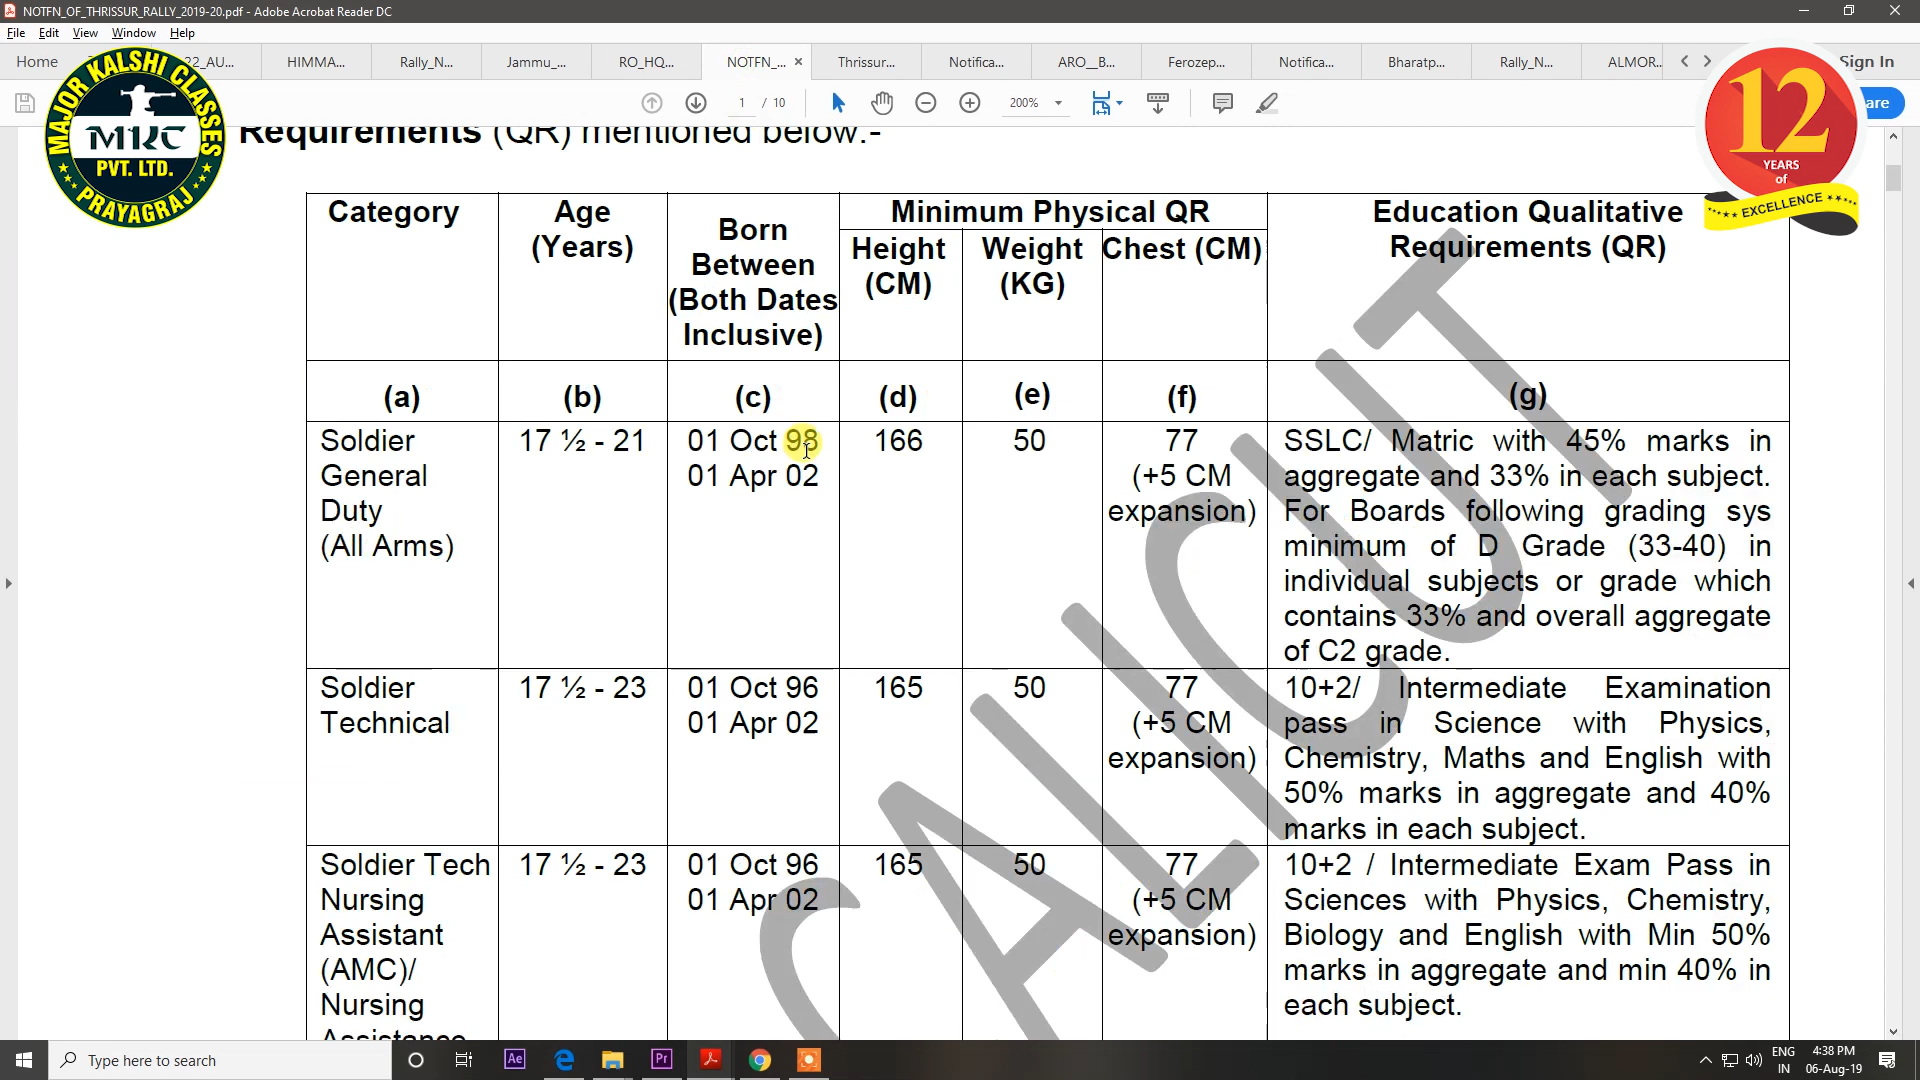 NOTFN_OF_THRISSUR_RALLY_2019-20.pdf - Adobe Acrobat Reader DC
File Edit View Window Help
Home 22_AU... HIMMA... Rally_N... Jammu_... RO_HQ... NOTFN_... × Thrissur... Notifica... ARO__B... Ferozep... Notifica... Bharatp... Rally_N... ALMOR... Sign In
1 / 10 200% are
MAJOR KALSHI CLASSES
MKC
PVT. LTD.
PRAYAGRAJ
12
YEARS
of
EXCELLENCE
Requirements (QR) mentioned below:-
Category
Age
(Years)
Born
Between
(Both Dates
Inclusive)
Minimum Physical QR
Height
(CM)
Weight
(KG)
Chest (CM)
Education Qualitative
Requirements (QR)
(a) (b) (c) (d) (e) (f) (g)
Soldier
General
Duty
(All Arms)
17 ½ - 21
01 Oct 98
01 Apr 02
166
50
77
(+5 CM
expansion)
SSLC/ Matric with 45% marks in
aggregate and 33% in each subject.
For Boards following grading sys
minimum of D Grade (33-40) in
individual subjects or grade which
contains 33% and overall aggregate
of C2 grade.
Soldier
Technical
17 ½ - 23
01 Oct 96
01 Apr 02
165
50
77
(+5 CM
expansion)
10+2/ Intermediate Examination
pass in Science with Physics,
Chemistry, Maths and English with
50% marks in aggregate and 40%
marks in each subject.
Soldier Tech
Nursing
Assistant
(AMC)/
Nursing
Assistance
17 ½ - 23
01 Oct 96
01 Apr 02
165
50
77
(+5 CM
expansion)
10+2 / Intermediate Exam Pass in
Sciences with Physics, Chemistry,
Biology and English with Min 50%
marks in aggregate and min 40% in
each subject.
CALICUT
Type here to search
Ae
Pr
ENG
IN
4:38 PM
06-Aug-19